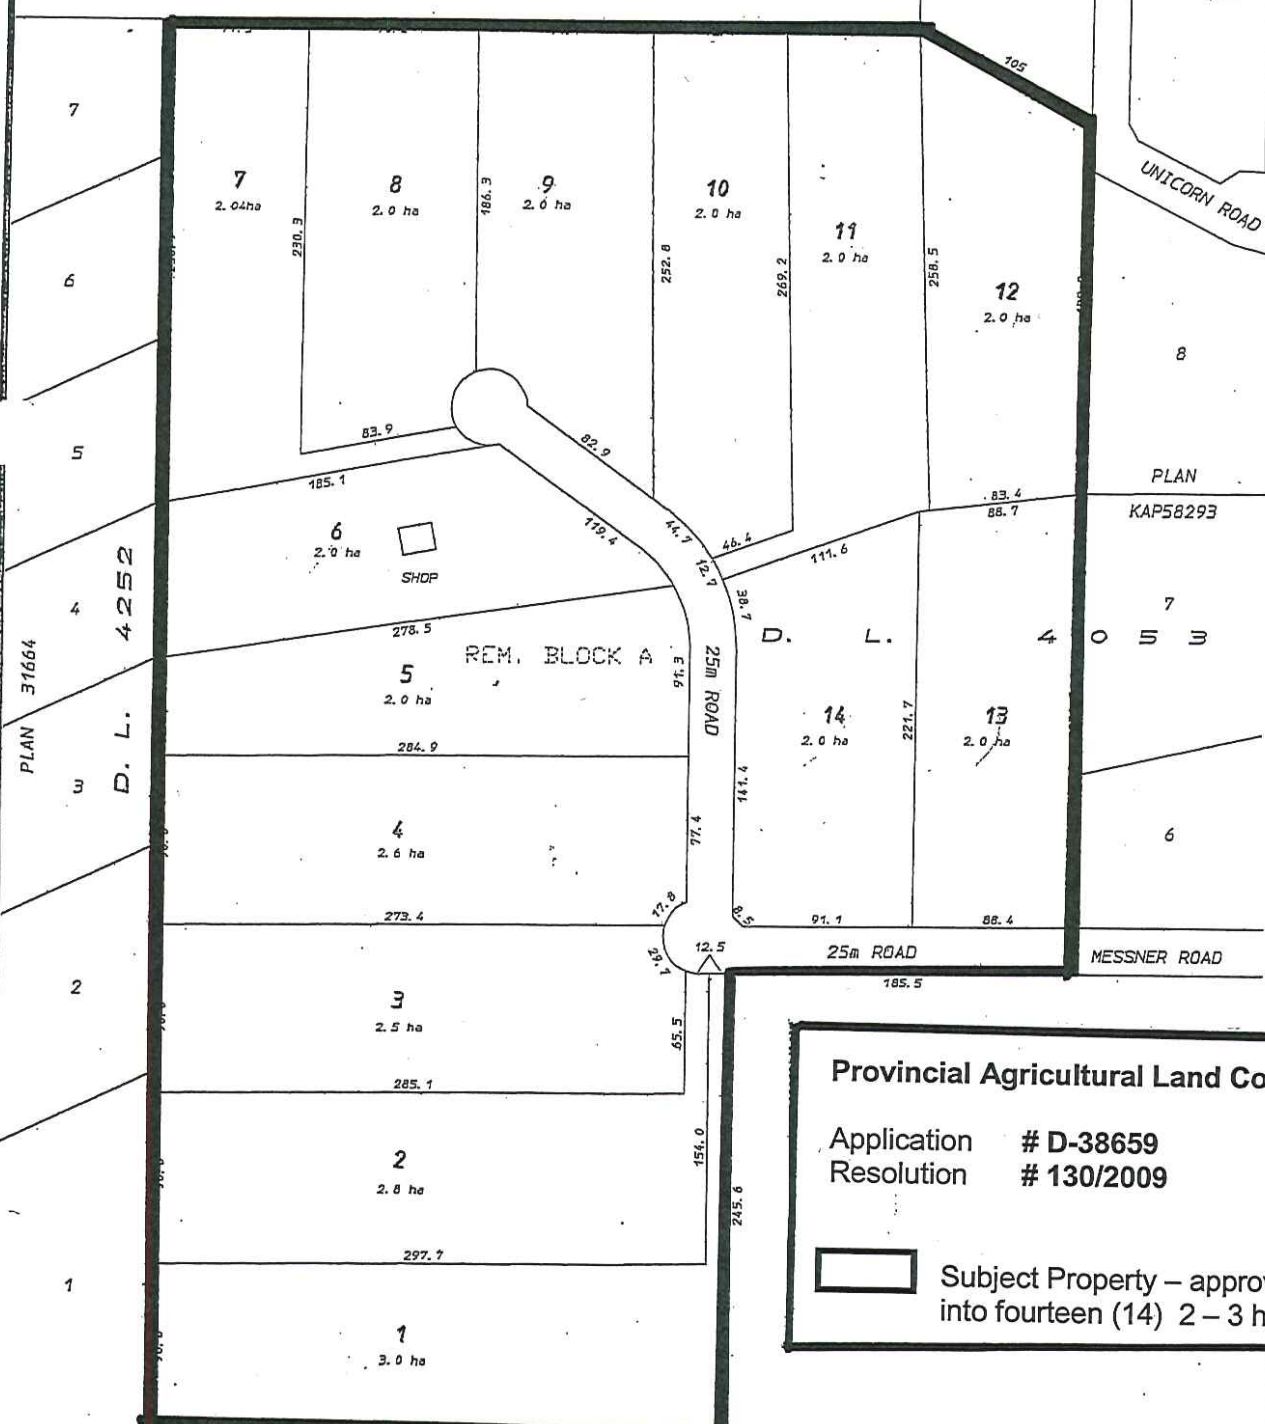 105
UNICORN ROAD
7
7
2.04ha
8
2.0 ha
9
2.0 ha
10
2.0 ha
11
2.0 ha
12
2.0 ha
230.3
186.3
252.8
269.2
258.5
6
8
5
83.9
185.1
82.9
119.4
44.7
46.4
12.7
111.6
38.7
83.4
88.7
PLAN
KAP58293
6
2.0 ha
SHOP
4
7
278.5
REM. BLOCK A
D. L. 4053
PLAN 31664
D. L. 4252
5
2.0 ha
91.3
25m ROAD
14
2.0 ha
221.7
13
2.0 ha
284.9
3
141.4
77.4
4
2.6 ha
6
273.4
17.8
8.5
91.1
88.4
29.7
12.5
25m ROAD
MESSNER ROAD
185.5
2
3
2.5 ha
65.5
285.1
154.0
245.6
2
2.8 ha
297.7
1
1
3.0 ha
Provincial Agricultural Land Co
Application # D-38659
Resolution # 130/2009
Subject Property – approv
into fourteen (14) 2 – 3 h